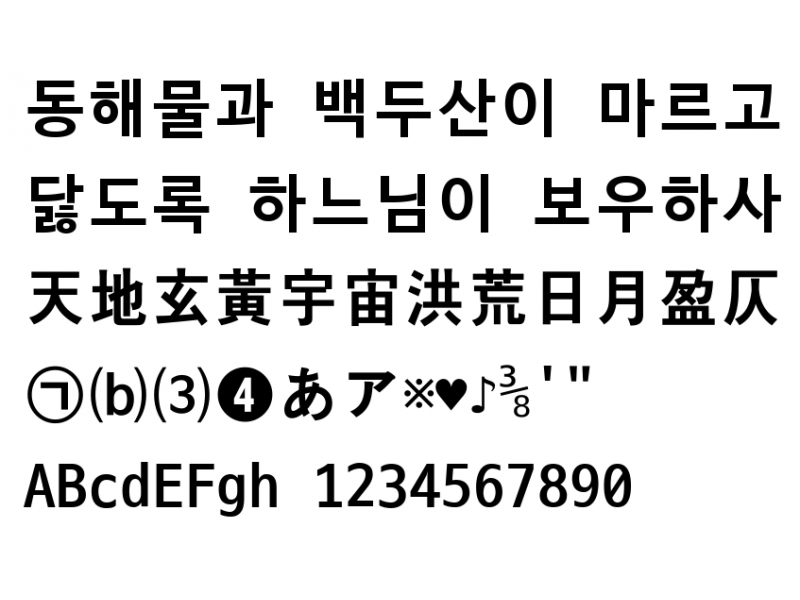 동해물과 백두산이 마르고
닳도록 하느님이 보우하사
天地玄黃宇宙洪荒日月盈仄
㉠⒝⑶❹あア※♥♪⅜'"
ABcdEFgh 1234567890